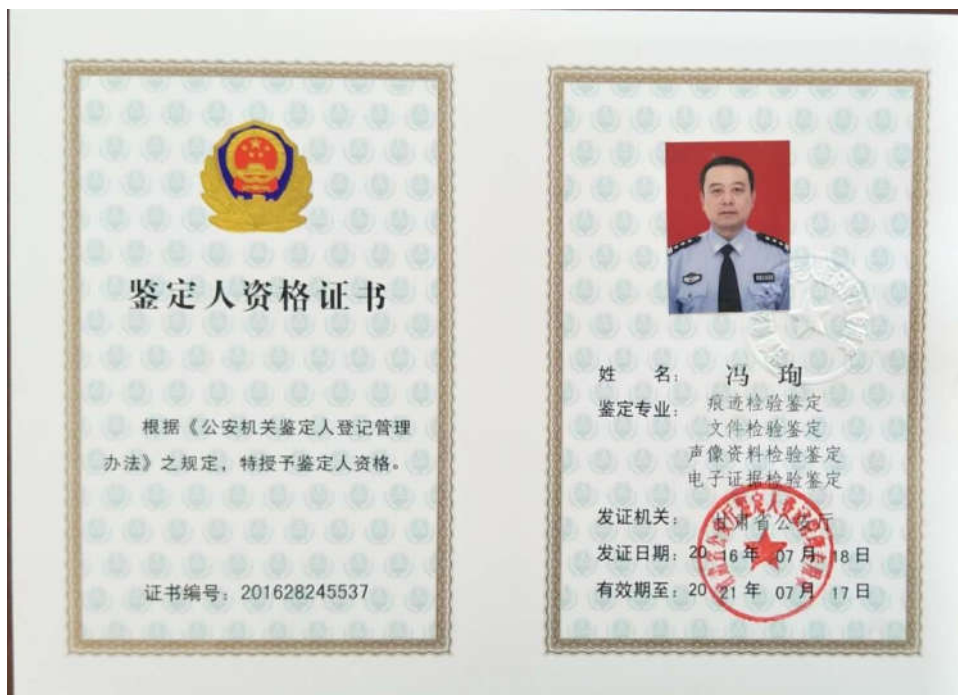 鉴定人资格证书
根据《公安机关鉴定人登记管理
办法》之规定，特授予鉴定人资格。
证书编号：201628245537
姓 名： 冯 珣
鉴定专业： 痕迹检验鉴定
文件检验鉴定
声像资料检验鉴定
电子证据检验鉴定
发证机关： 甘肃省公安厅
发证日期：2016年 07月 18日
有效期至：2021年 07月 17日